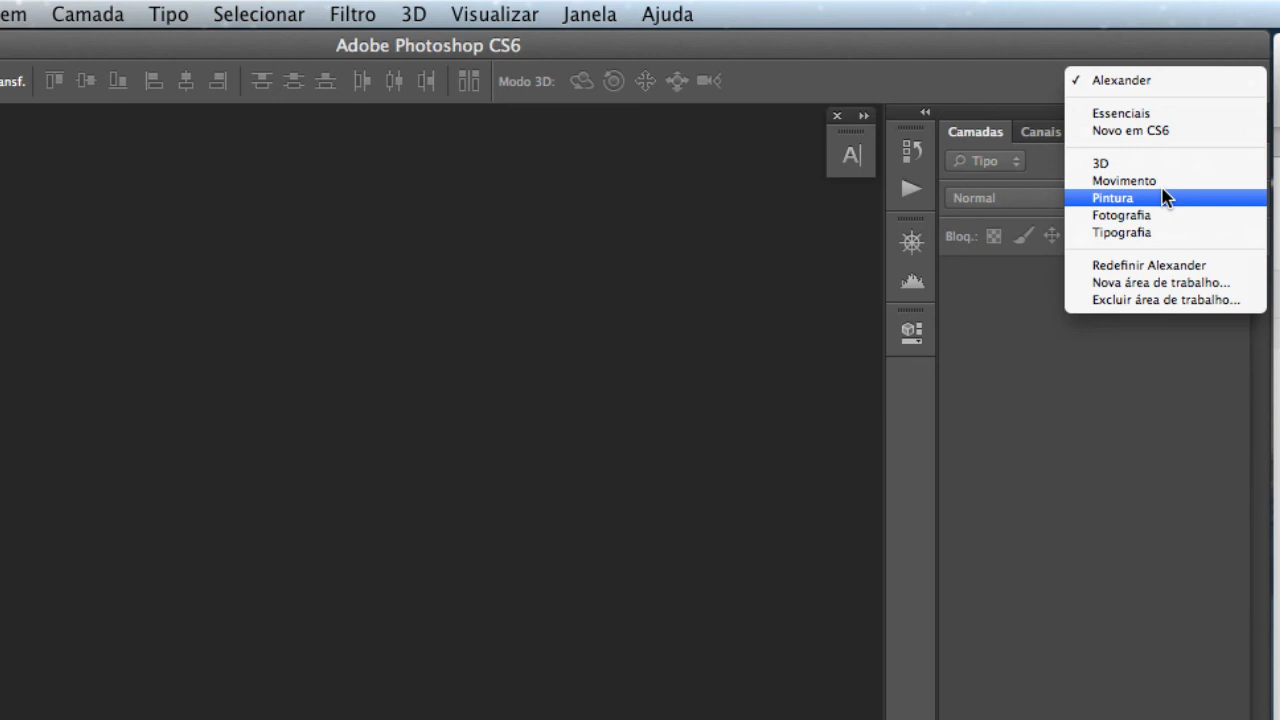 em Camada Tipo Selecionar Filtro 3D Visualizar Janela Ajuda
Adobe Photoshop CS6
ansf. Modo 3D:
✓ Alexander
Essenciais
Novo em CS6
3D
Movimento
Pintura
Fotografia
Tipografia
Redefinir Alexander
Nova área de trabalho...
Excluir área de trabalho...
A|
Camadas Canais
Tipo
Normal
Bloq.: